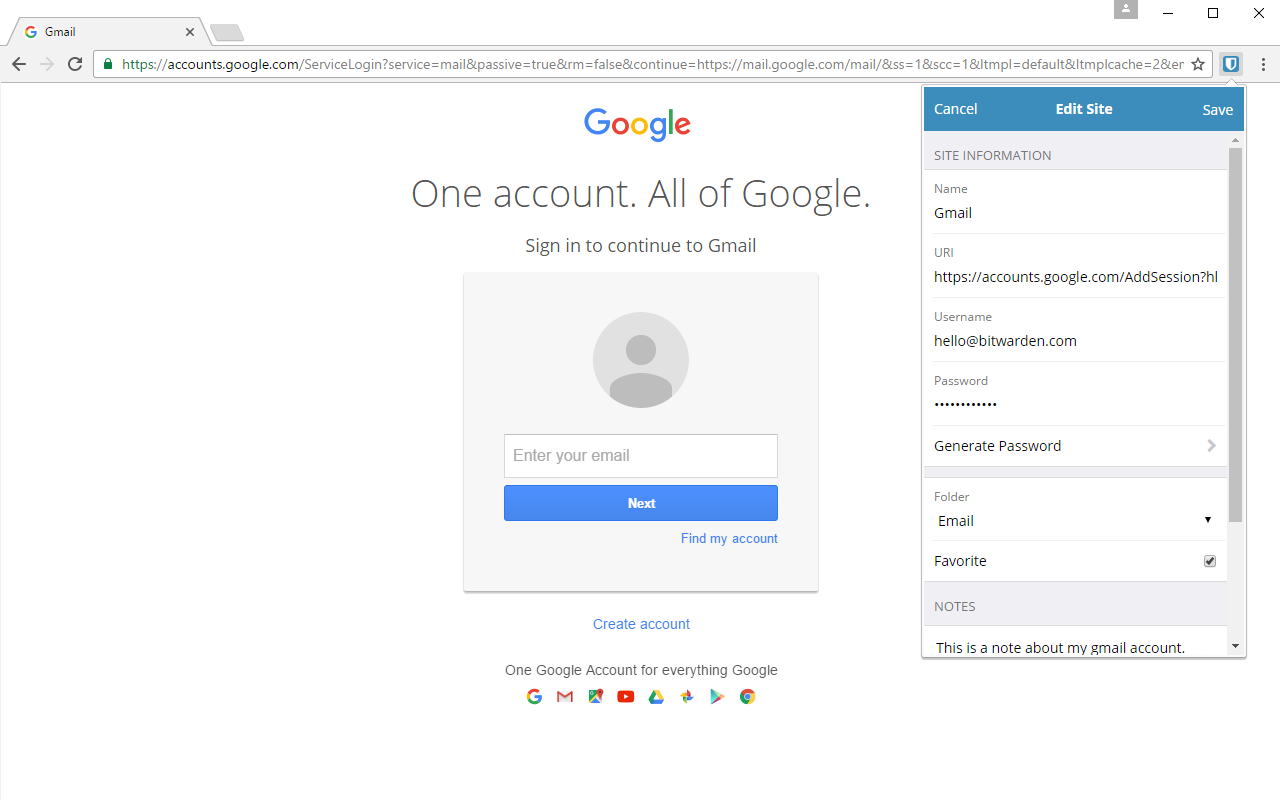 Gmail
https://accounts.google.com/ServiceLogin?service=mail&passive=true&rm=false&continue=https://mail.google.com/mail/&ss=1&scc=1&ltmpl=default&ltmplcache=2&er
Google
One account. All of Google.
Sign in to continue to Gmail
Enter your email
Next
Find my account
Create account
One Google Account for everything Google
Cancel Edit Site Save
SITE INFORMATION
Name
Gmail
URI
https://accounts.google.com/AddSession?hl
Username
hello@bitwarden.com
Password
••••••••••••
Generate Password
Folder
Email
Favorite
NOTES
This is a note about my gmail account.